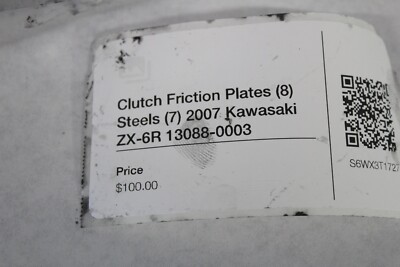 Clutch Friction Plates (8)
Steels (7) 2007 Kawasaki
ZX-6R 13088-0003
Price
$100.00
S6WX3T1727